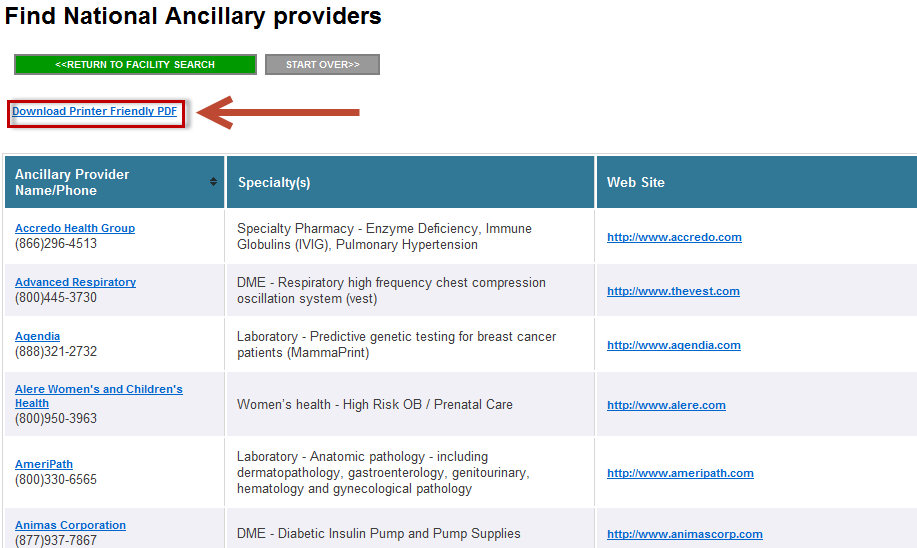 Find National Ancillary providers
<<RETURN TO FACILITY SEARCH
START OVER>>
Download Printer Friendly PDF
Ancillary Provider
Name/Phone
Specialty(s)
Web Site
Accredo Health Group
(866)296-4513
Specialty Pharmacy - Enzyme Deficiency, Immune
Globulins (IVIG), Pulmonary Hypertension
http://www.accredo.com
Advanced Respiratory
(800)445-3730
DME - Respiratory high frequency chest compression
oscillation system (vest)
http://www.thevest.com
Agendia
(888)321-2732
Laboratory - Predictive genetic testing for breast cancer
patients (MammaPrint)
http://www.agendia.com
Alere Women's and Children's
Health
(800)950-3963
Women’s health - High Risk OB / Prenatal Care
http://www.alere.com
AmeriPath
(800)330-6565
Laboratory - Anatomic pathology - including
dermatopathology, gastroenterology, genitourinary,
hematology and gynecological pathology
http://www.ameripath.com
Animas Corporation
(877)937-7867
DME - Diabetic Insulin Pump and Pump Supplies
http://www.animascorp.com